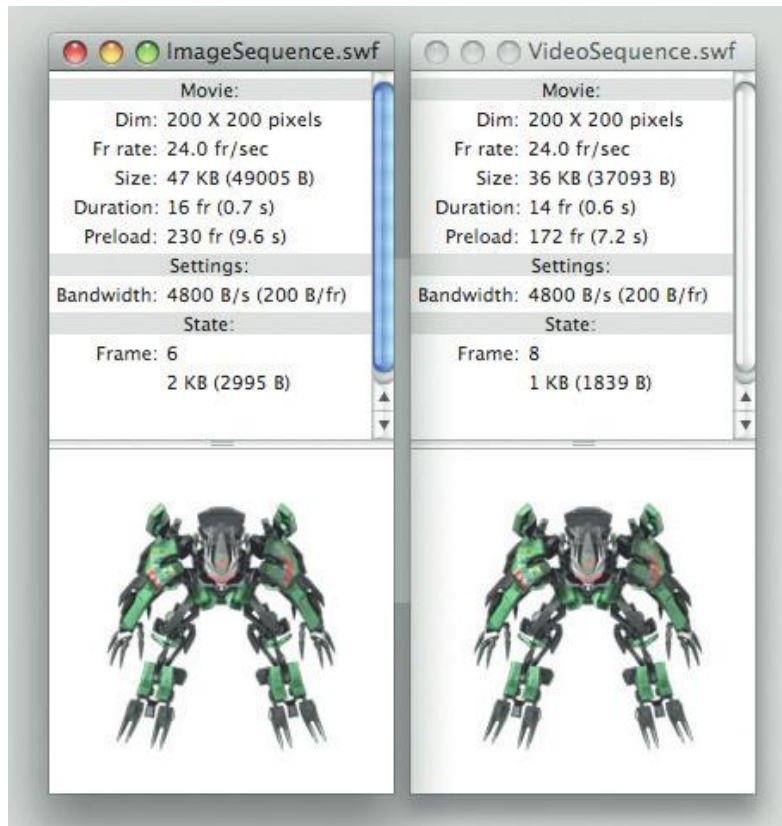 ImageSequence.swf
Movie:
Dim: 200 X 200 pixels
Fr rate: 24.0 fr/sec
Size: 47 KB (49005 B)
Duration: 16 fr (0.7 s)
Preload: 230 fr (9.6 s)
Settings:
Bandwidth: 4800 B/s (200 B/fr)
State:
Frame: 6
2 KB (2995 B)
VideoSequence.swf
Movie:
Dim: 200 X 200 pixels
Fr rate: 24.0 fr/sec
Size: 36 KB (37093 B)
Duration: 14 fr (0.6 s)
Preload: 172 fr (7.2 s)
Settings:
Bandwidth: 4800 B/s (200 B/fr)
State:
Frame: 8
1 KB (1839 B)